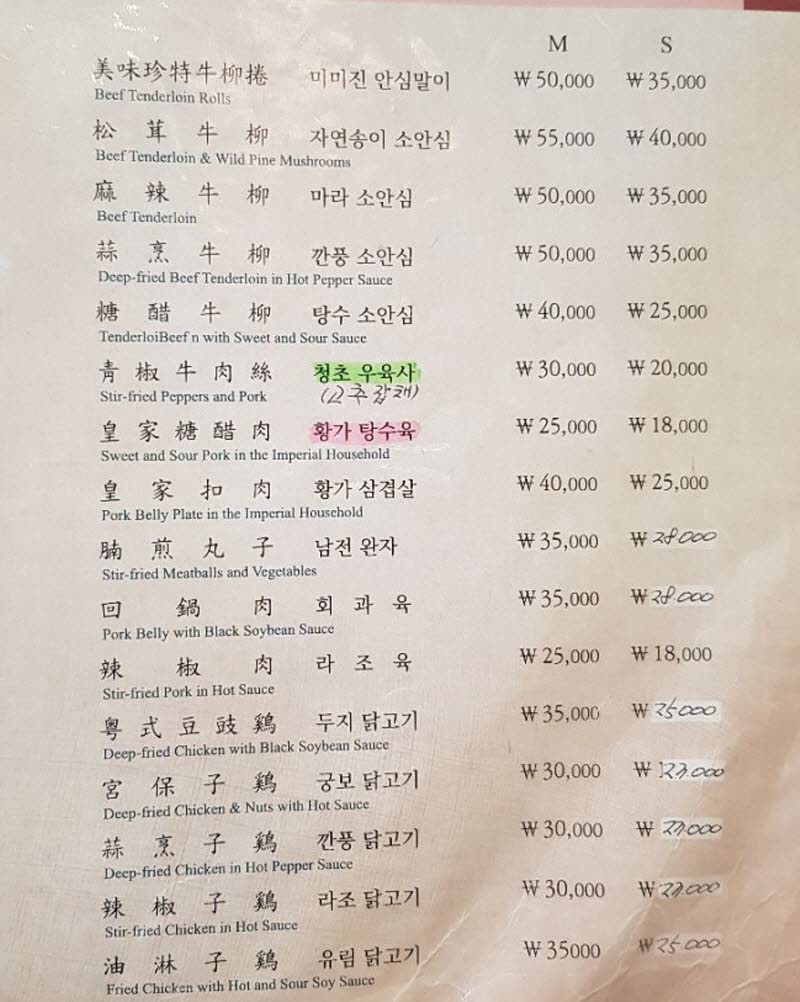 M S
美味珍特牛柳捲 미미진 안심말이 ₩50,000 ₩35,000
Beef Tenderloin Rolls
松茸牛柳 자연송이 소안심 ₩55,000 ₩40,000
Beef Tenderloin & Wild Pine Mushrooms
麻辣牛柳 마라 소안심 ₩50,000 ₩35,000
Beef Tenderloin
蒜烹牛柳 깐풍 소안심 ₩50,000 ₩35,000
Deep-fried Beef Tenderloin in Hot Pepper Sauce
糖醋牛柳 탕수 소안심 ₩40,000 ₩25,000
TenderloiBeef n with Sweet and Sour Sauce
靑椒牛肉絲 청초 우육사 ₩30,000 ₩20,000
Stir-fried Peppers and Pork (고추잡채)
皇家糖醋肉 황가 탕수육 ₩25,000 ₩18,000
Sweet and Sour Pork in the Imperial Household
皇家扣肉 황가 삼겹살 ₩40,000 ₩25,000
Pork Belly Plate in the Imperial Household
腩煎丸子 남전 완자 ₩35,000 ₩28.000
Stir-fried Meatballs and Vegetables
回鍋肉 회 과 육 ₩35,000 ₩28.000
Pork Belly with Black Soybean Sauce
辣椒肉 라 조 육 ₩25,000 ₩18,000
Stir-fried Pork in Hot Sauce
粤式豆豉鷄 두지 닭고기 ₩35,000 ₩25.000
Deep-fried Chicken with Black Soybean Sauce
宮保子鷄 궁보 닭고기 ₩30,000 ₩
Deep-fried Chicken & Nuts with Hot Sauce
蒜烹子鷄 깐풍 닭고기 ₩30,000 ₩
Deep-fried Chicken in Hot Pepper Sauce
辣椒子鷄 라조 닭고기 ₩30,000 ₩
Stir-fried Chicken in Hot Sauce
油淋子鷄 유림 닭고기 ₩35000 ₩25.000
Fried Chicken with Hot and Sour Soy Sauce